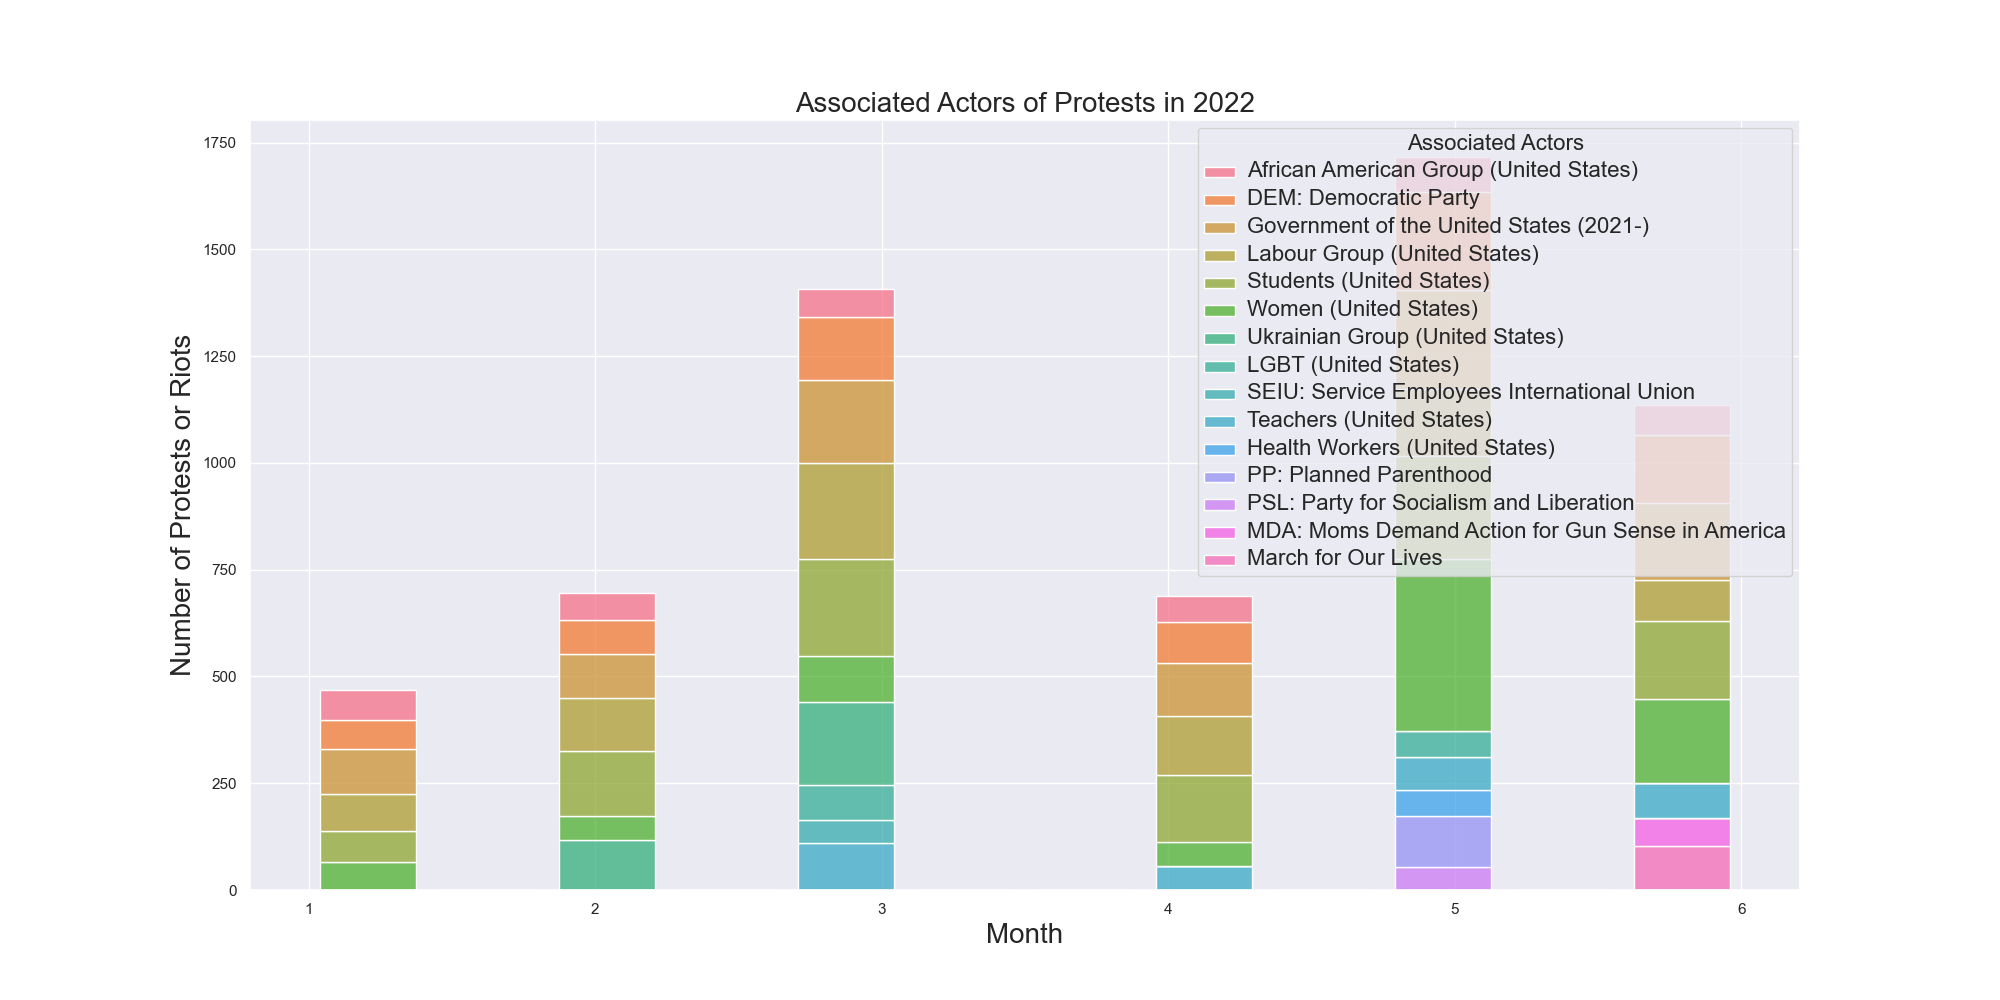 Associated Actors of Protests in 2022
Associated Actors
African American Group (United States)
DEM: Democratic Party
Government of the United States (2021-)
Labour Group (United States)
Students (United States)
Women (United States)
Ukrainian Group (United States)
LGBT (United States)
SEIU: Service Employees International Union
Teachers (United States)
Health Workers (United States)
PP: Planned Parenthood
PSL: Party for Socialism and Liberation
MDA: Moms Demand Action for Gun Sense in America
March for Our Lives
Number of Protests or Riots
1750
1500
1250
1000
750
500
250
0
1 2 3 4 5 6
Month